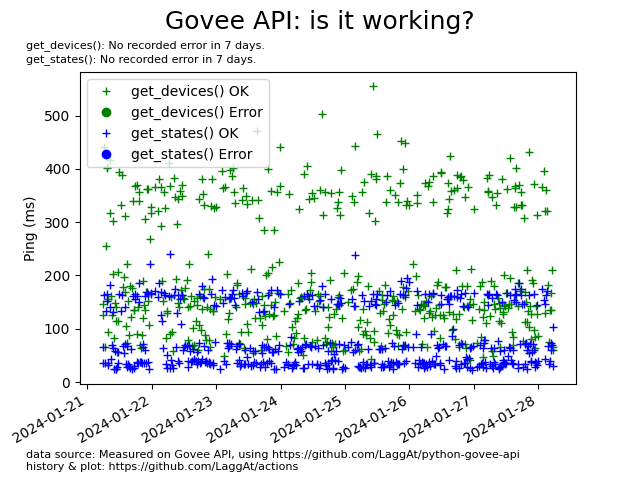 Govee API: is it working?
get_devices(): No recorded error in 7 days.
get_states(): No recorded error in 7 days.
get_devices() OK
get_devices() Error
get_states() OK
get_states() Error
Ping (ms)
500
400
300
200
100
0
2024-01-21
2024-01-22
2024-01-23
2024-01-24
2024-01-25
2024-01-26
2024-01-27
2024-01-28
data source: Measured on Govee API, using https://github.com/LaggAt/python-govee-api
history & plot: https://github.com/LaggAt/actions